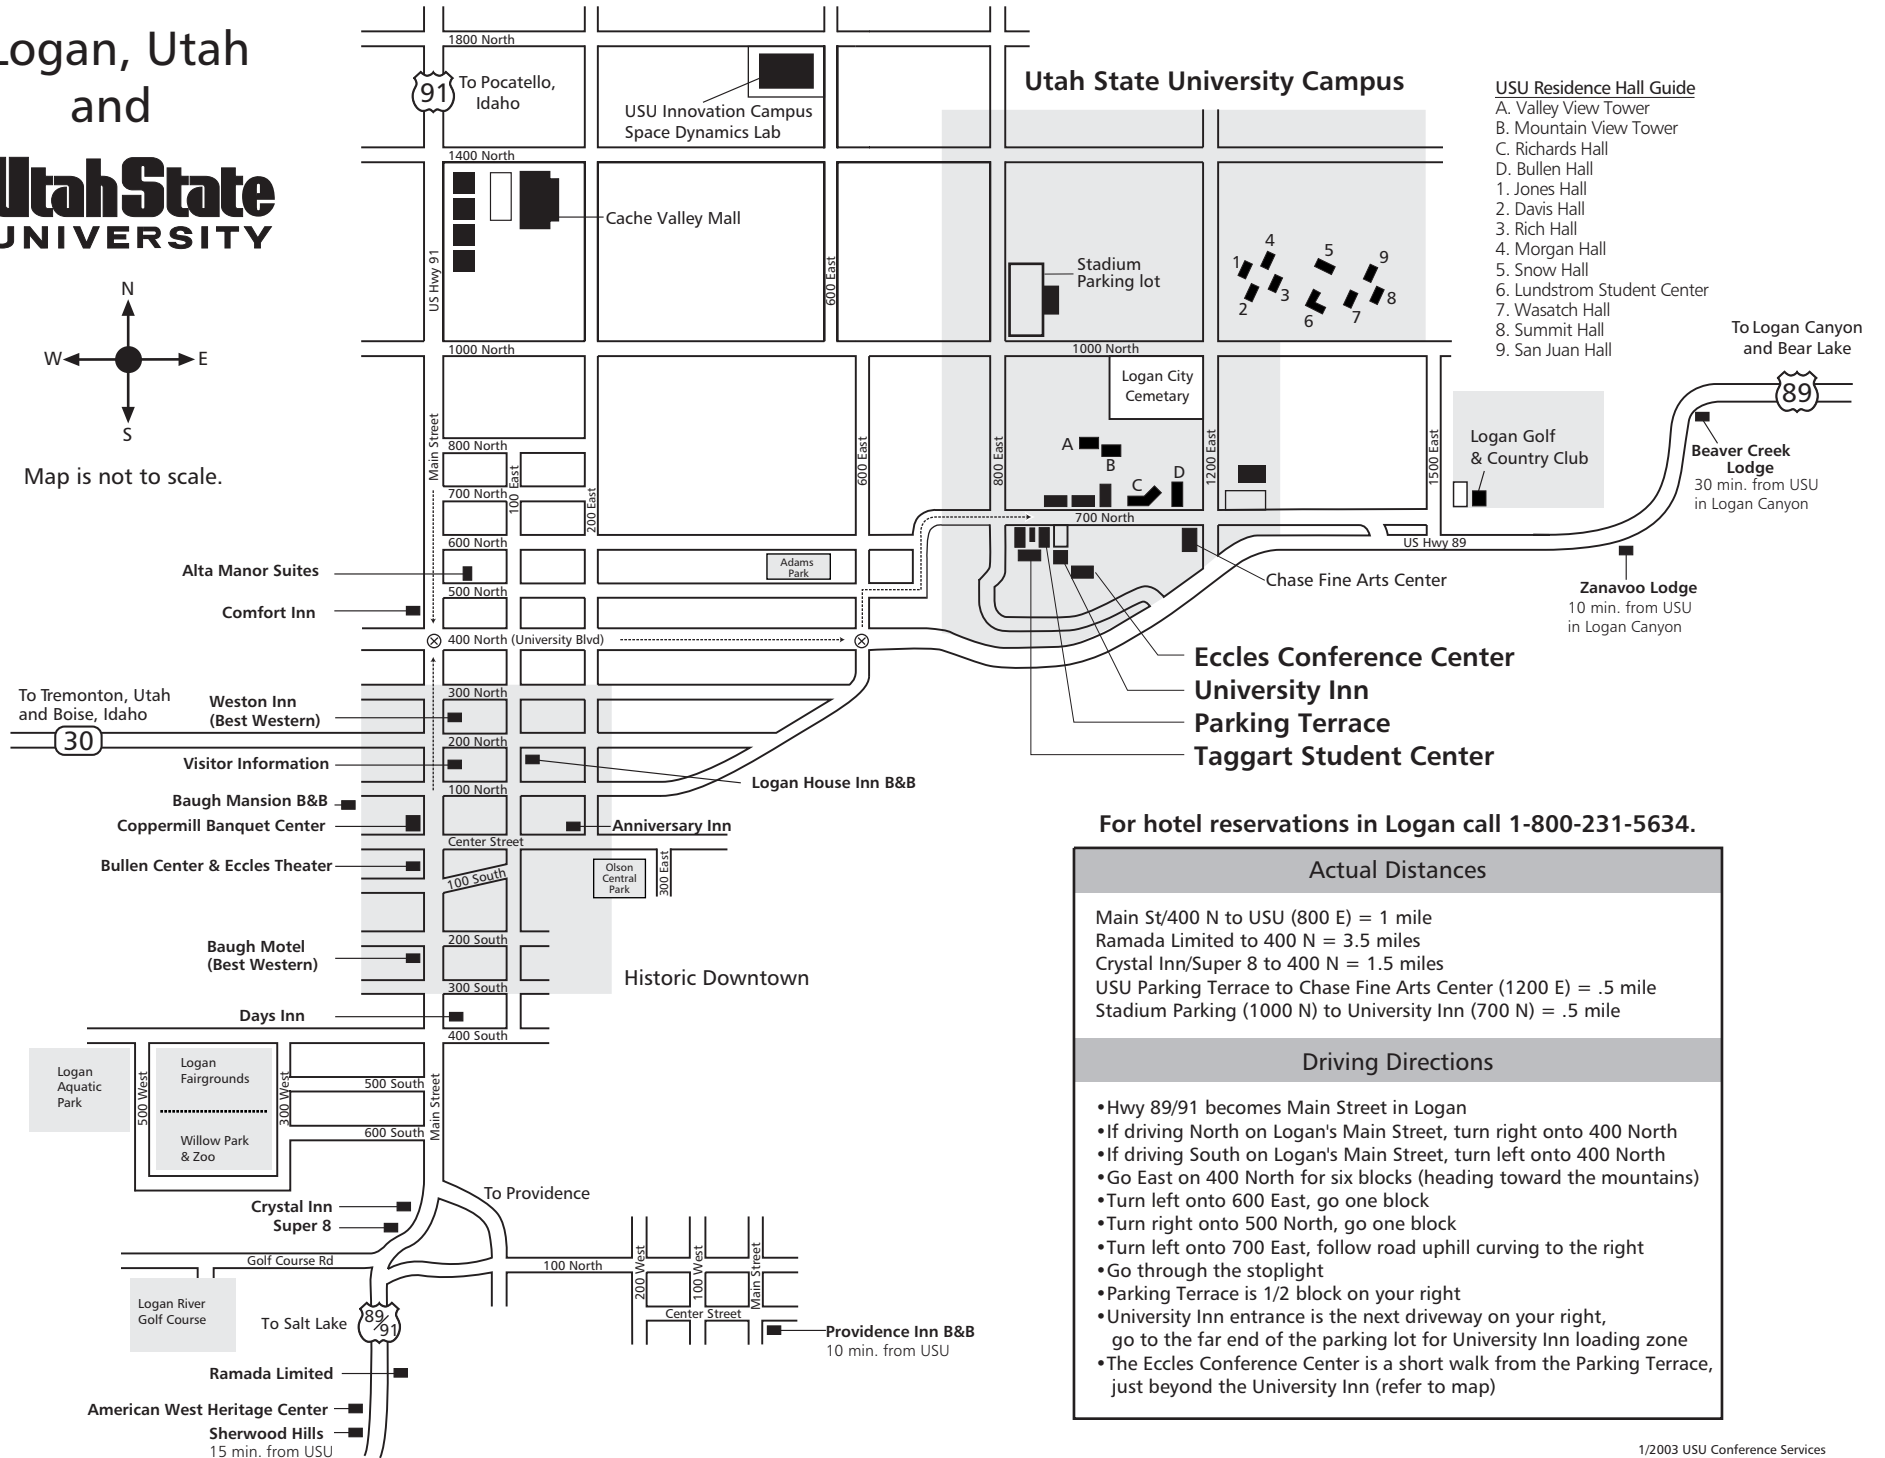 Logan, Utah
and
UtahState
UNIVERSITY
N
W
E
S
Map is not to scale.
1800 North
91
To Pocatello,
Idaho
USU Innovation Campus
Space Dynamics Lab
1400 North
Cache Valley Mall
US Hwy 91
600 East
1000 North
Utah State University Campus
Stadium
Parking lot
1
2
3
4
5
6
7
8
9
1000 North
Logan City
Cemetary
USU Residence Hall Guide
A. Valley View Tower
B. Mountain View Tower
C. Richards Hall
D. Bullen Hall
1. Jones Hall
2. Davis Hall
3. Rich Hall
4. Morgan Hall
5. Snow Hall
6. Lundstrom Student Center
7. Wasatch Hall
8. Summit Hall
9. San Juan Hall
To Logan Canyon
and Bear Lake
89
Logan Golf
& Country Club
Beaver Creek
Lodge
30 min. from USU
in Logan Canyon
Zanavoo Lodge
10 min. from USU
in Logan Canyon
Main Street
800 North
100 East
700 North
200 East
600 North
600 East
800 East
1200 East
1500 East
A
B
C
D
700 North
US Hwy 89
Chase Fine Arts Center
Adams
Park
Alta Manor Suites
500 North
Comfort Inn
400 North (University Blvd)
Eccles Conference Center
University Inn
Parking Terrace
Taggart Student Center
To Tremonton, Utah
and Boise, Idaho
30
300 North
Weston Inn
(Best Western)
200 North
Visitor Information
Logan House Inn B&B
100 North
Baugh Mansion B&B
Coppermill Banquet Center
Anniversary Inn
Center Street
Bullen Center & Eccles Theater
100 South
Olson
Central
Park
300 East
200 South
Baugh Motel
(Best Western)
Historic Downtown
300 South
Days Inn
400 South
Logan
Aquatic
Park
500 West
Logan
Fairgrounds
Willow Park
& Zoo
300 West
500 South
600 South
Main Street
To Providence
Crystal Inn
Super 8
Golf Course Rd
100 North
200 West
100 West
Main Street
Center Street
Logan River
Golf Course
To Salt Lake
89/91
Providence Inn B&B
10 min. from USU
Ramada Limited
American West Heritage Center
Sherwood Hills
15 min. from USU
For hotel reservations in Logan call 1-800-231-5634.
Actual Distances
Main St/400 N to USU (800 E) = 1 mile
Ramada Limited to 400 N = 3.5 miles
Crystal Inn/Super 8 to 400 N = 1.5 miles
USU Parking Terrace to Chase Fine Arts Center (1200 E) = .5 mile
Stadium Parking (1000 N) to University Inn (700 N) = .5 mile
Driving Directions
•Hwy 89/91 becomes Main Street in Logan
•If driving North on Logan's Main Street, turn right onto 400 North
•If driving South on Logan's Main Street, turn left onto 400 North
•Go East on 400 North for six blocks (heading toward the mountains)
•Turn left onto 600 East, go one block
•Turn right onto 500 North, go one block
•Turn left onto 700 East, follow road uphill curving to the right
•Go through the stoplight
•Parking Terrace is 1/2 block on your right
•University Inn entrance is the next driveway on your right,
go to the far end of the parking lot for University Inn loading zone
•The Eccles Conference Center is a short walk from the Parking Terrace,
just beyond the University Inn (refer to map)
1/2003 USU Conference Services